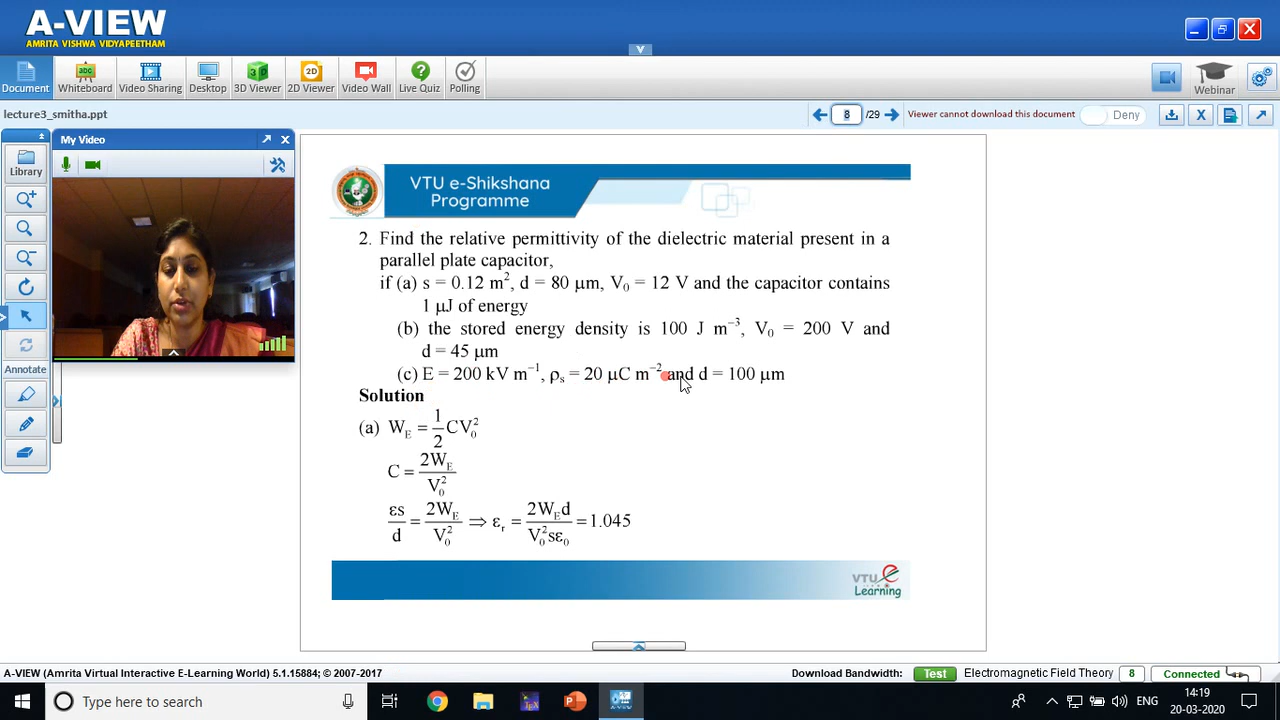 A-VIEW
AMRITA VISHWA VIDYAPEETHAM
Document
abc
Whiteboard
Video Sharing
Desktop
3D
3D Viewer
2D
2D Viewer
Video Wall
Live Quiz
Polling
Webinar
lecture3_smitha.ppt
8 /29
Viewer cannot download this document
Deny
X
My Video
Library
Annotate
VTU e-Shikshana
Programme
2. Find the relative permittivity of the dielectric material present in a
parallel plate capacitor,
if (a) s = 0.12 m², d = 80 μm, V₀ = 12 V and the capacitor contains
1 μJ of energy
(b) the stored energy density is 100 J m⁻³, V₀ = 200 V and
d = 45 μm
(c) E = 200 kV m⁻¹, ρₛ = 20 μC m⁻² and d = 100 μm
Solution
(a) W_E = 1/2 CV₀²
C = 2W_E / V₀²
εs/d = 2W_E / V₀² ⇒ εᵣ = 2W_E d / V₀² s ε₀ = 1.045
VTU e
Learning
A-VIEW (Amrita Virtual Interactive E-Learning World) 5.1.15884; © 2007-2017
Download Bandwidth:
Test
Electromagnetic Field Theory
8
Connected
Type here to search
ENG
14:19
20-03-2020